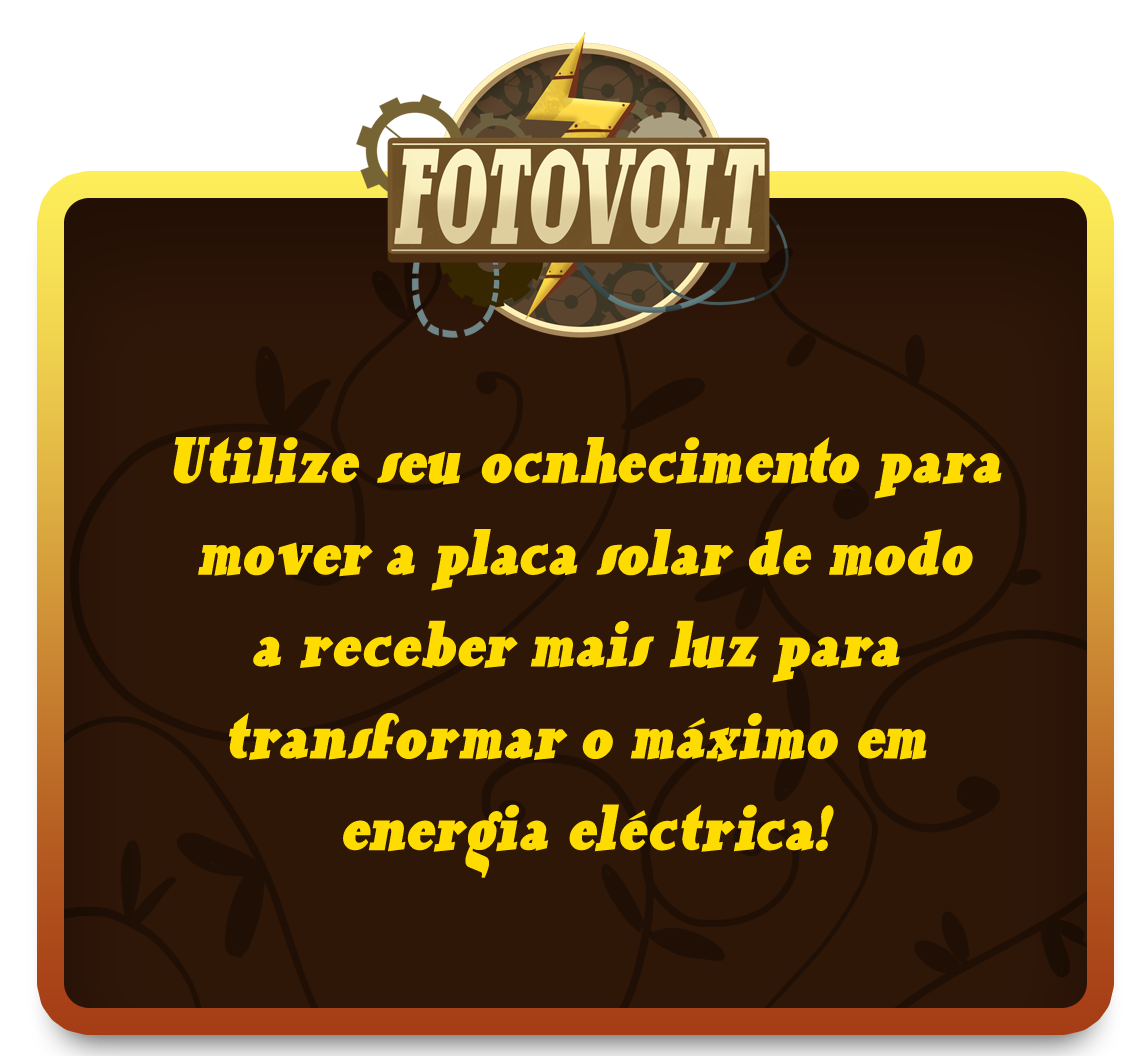 FOTOVOLT
Utilize seu ocnhecimento para
mover a placa solar de modo
a receber mais luz para
transformar o máximo em
energia eléctrica!